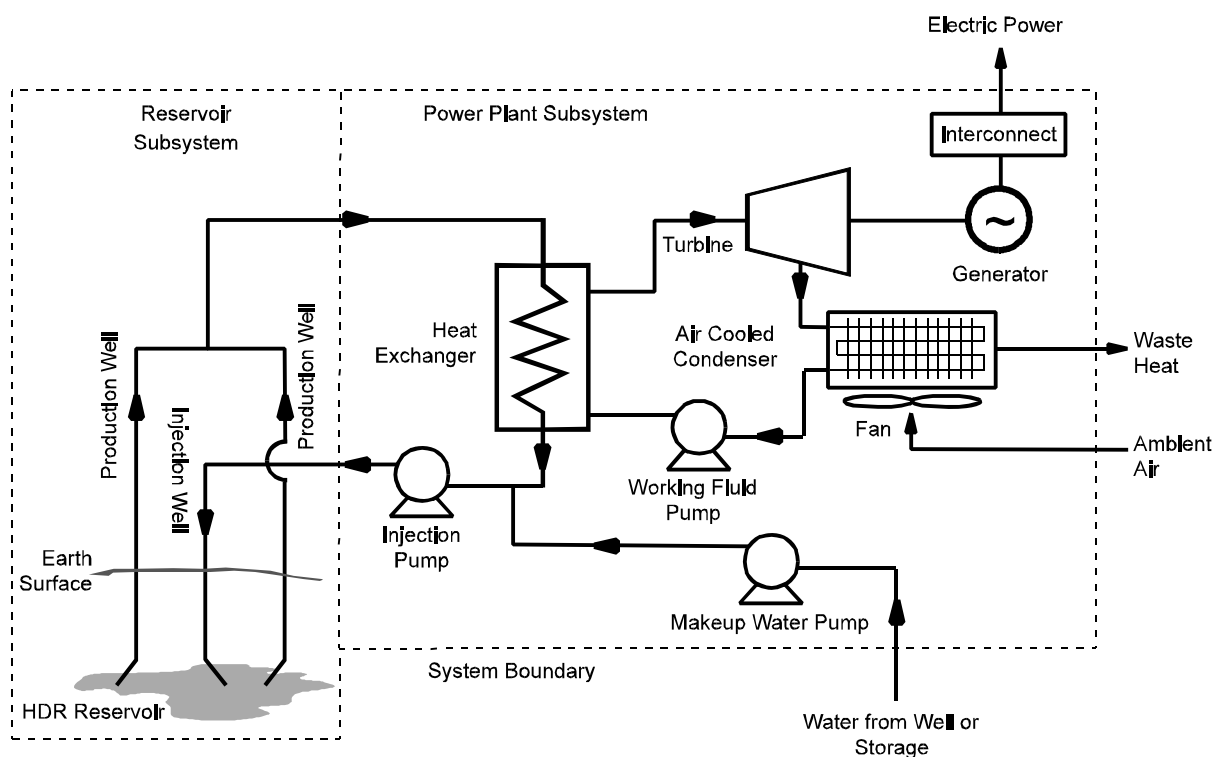 Electric Power
Reservoir
Subsystem
Power Plant Subsystem
Interconnect
Turbine
~
Generator
Heat
Exchanger
Air Cooled
Condenser
Waste
Heat
Production Well
Injection Well
Production Well
Fan
Ambient
Air
Working Fluid
Pump
Injection
Pump
Earth
Surface
Makeup Water Pump
System Boundary
HDR Reservoir
Water from Well or
Storage